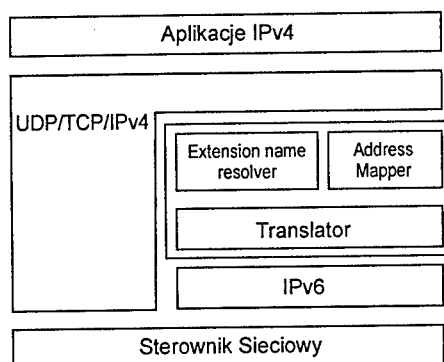 Aplikacje IPv4
UDP/TCP/IPv4
Extension name
resolver
Address
Mapper
Translator
IPv6
Sterownik Sieciowy